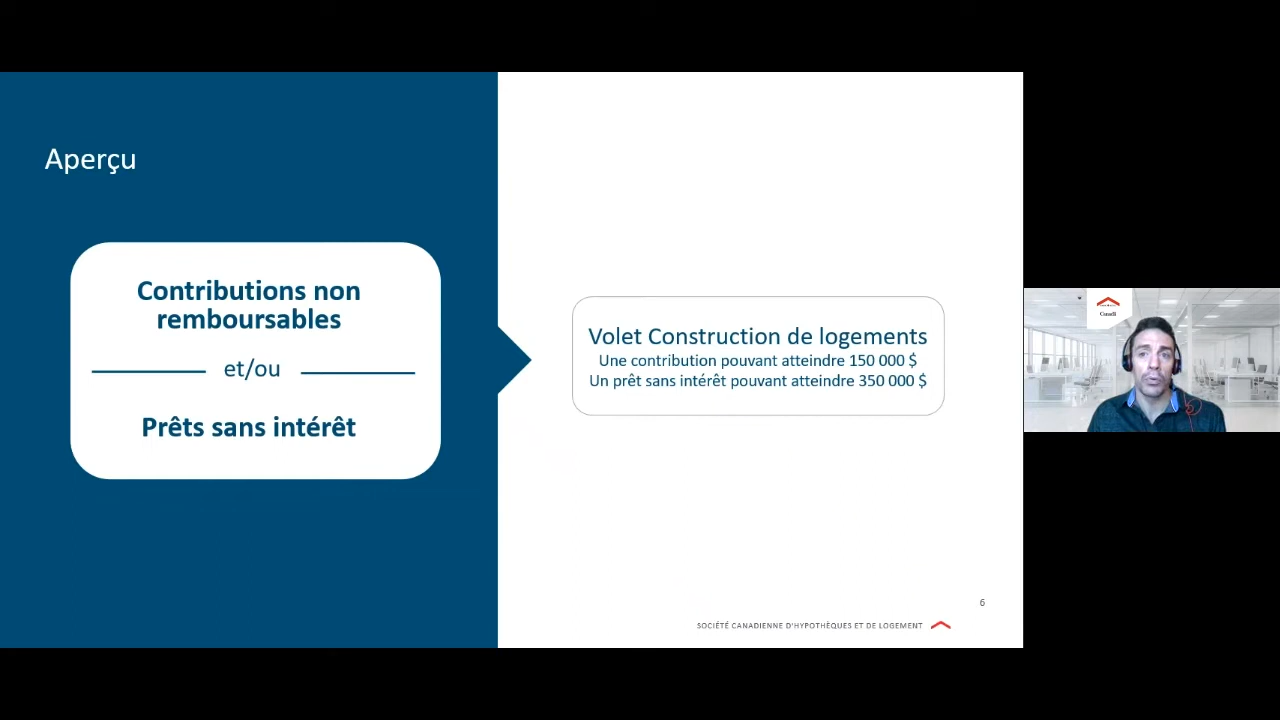 Aperçu
Contributions non
remboursables
et/ou
Prêts sans intérêt
Volet Construction de logements
Une contribution pouvant atteindre 150 000 $
Un prêt sans intérêt pouvant atteindre 350 000 $
6
SOCIÉTÉ CANADIENNE D'HYPOTHÈQUES ET DE LOGEMENT
Canada